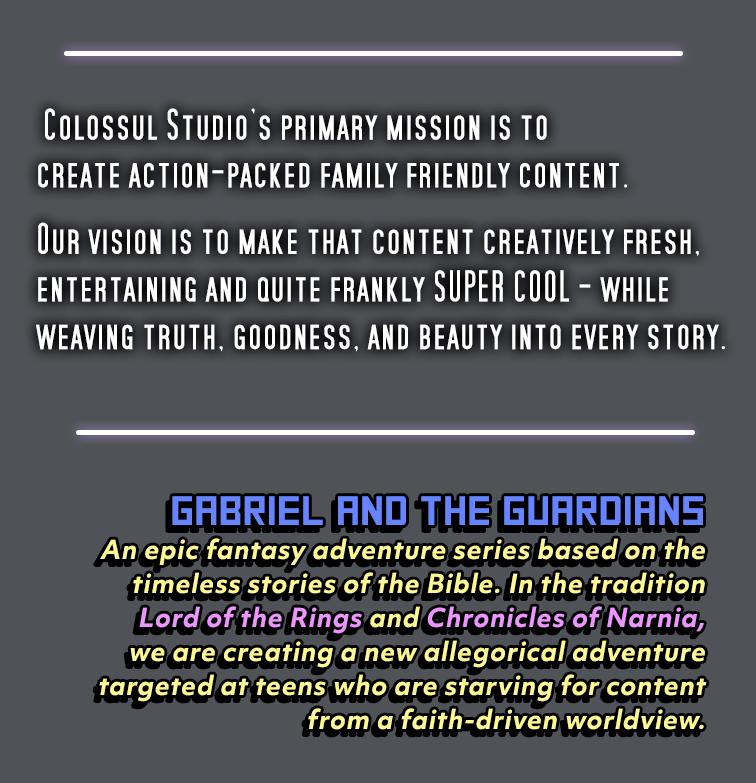 Colossul Studio's primary mission is to
create action-packed family friendly content.
Our vision is to make that content creatively fresh,
entertaining and quite frankly SUPER COOL - while
weaving truth, goodness, and beauty into every story.
GABRIEL AND THE GUARDIANS
An epic fantasy adventure series based on the
timeless stories of the Bible. In the tradition
Lord of the Rings and Chronicles of Narnia,
we are creating a new allegorical adventure
targeted at teens who are starving for content
from a faith-driven worldview.